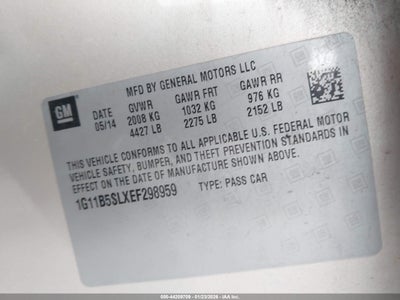 GM
MFD BY GENERAL MOTORS LLC
DATE GVWR GAWR FRT GAWR RR
05/14 2008 KG 1032 KG 976 KG
4427 LB 2275 LB 2152 LB
THIS VEHICLE CONFORMS TO ALL APPLICABLE U.S. FEDERAL MOTOR
VEHICLE SAFETY, BUMPER, AND THEFT PREVENTION STANDARDS IN
EFFECT ON THE DATE OF MANUFACTURE SHOWN ABOVE.
1G11B5SLXEF298959 TYPE: PASS CAR